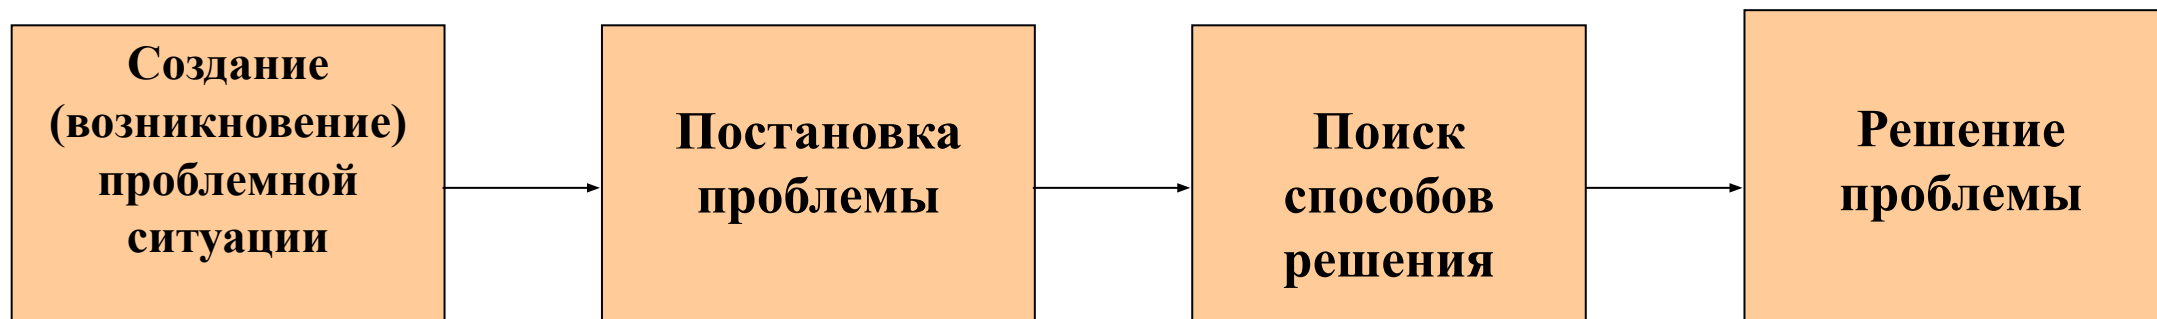 Создание
(возникновение)
проблемной
ситуации
Постановка
проблемы
Поиск
способов
решения
Решение
проблемы